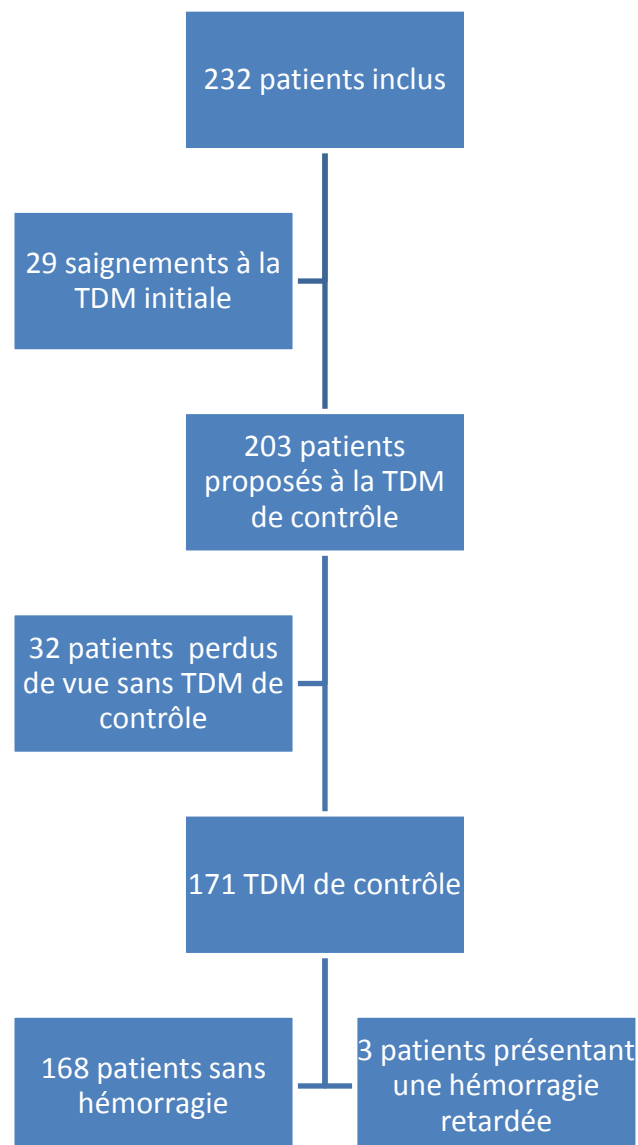 232 patients inclus
29 saignements à la
TDM initiale
203 patients
proposés à la TDM
de contrôle
32 patients perdus
de vue sans TDM de
contrôle
171 TDM de contrôle
168 patients sans
hémorragie
3 patients présentant
une hémorragie
retardée